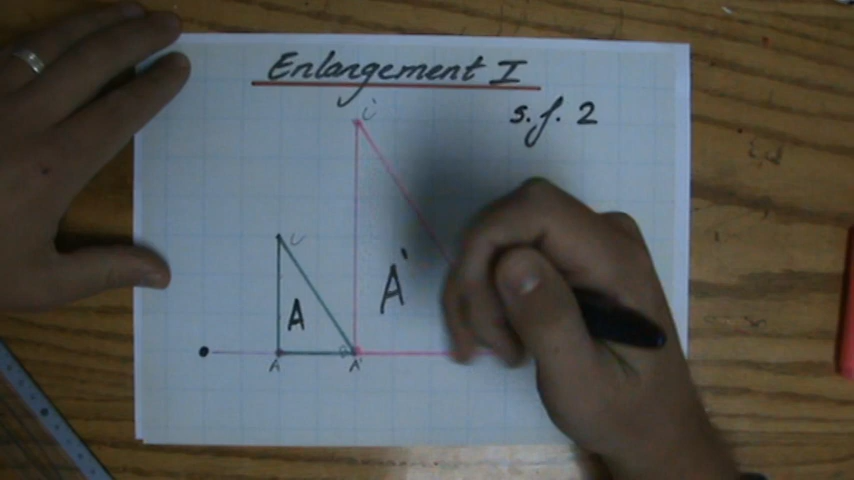 Enlargement I
s.f. 2
C'
C
A'
A
A
B
A'